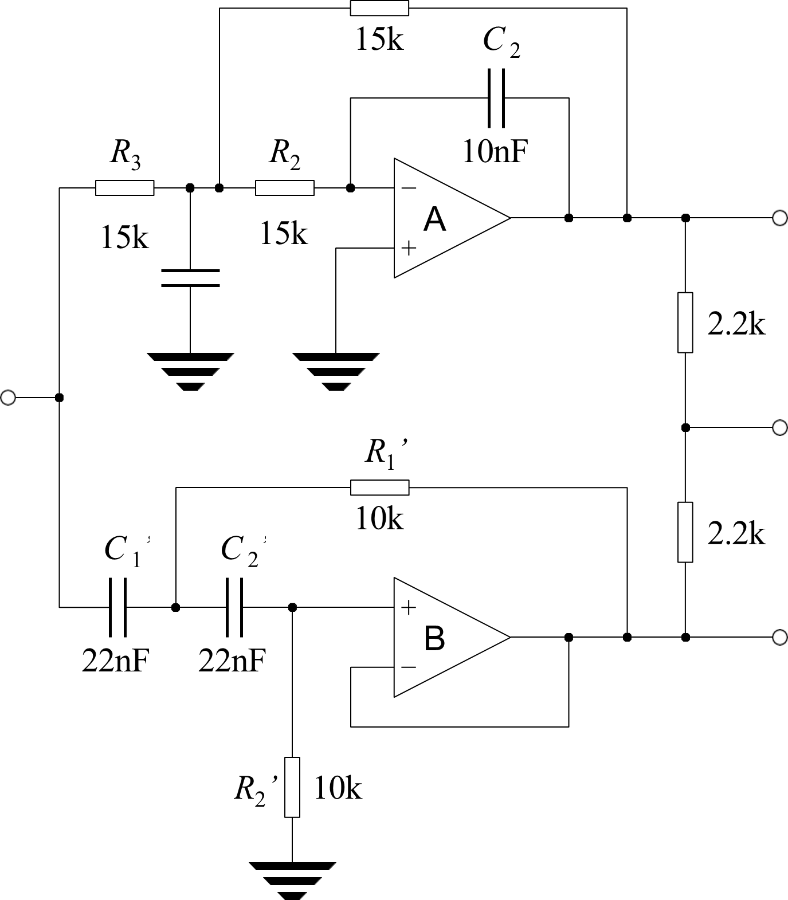 15k
C2
10nF
R3
R2
15k
15k
− A
+
2.2k
R1’
10k
C1’
C2’
22nF
22nF
+ B
−
2.2k
R2’ 10k